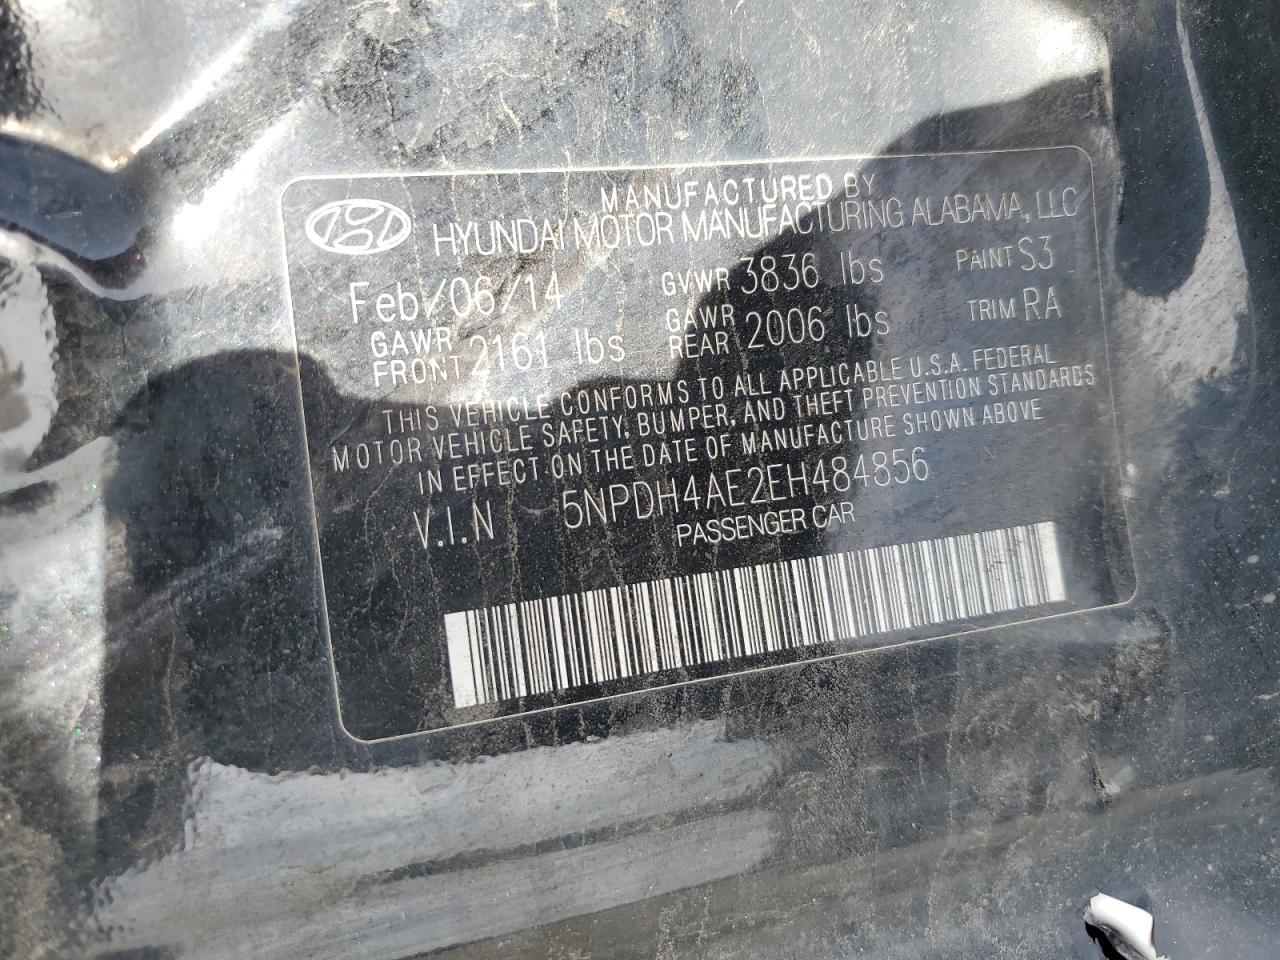 MANUFACTURED BY
HYUNDAI MOTOR MANUFACTURING ALABAMA, LLC
Feb/06/14 GVWR 3836 lbs PAINT S3
GAWR FRONT 2161 lbs GAWR REAR 2006 lbs TRIM RA
THIS VEHICLE CONFORMS TO ALL APPLICABLE U.S.A. FEDERAL
MOTOR VEHICLE SAFETY, BUMPER, AND THEFT PREVENTION STANDARDS
IN EFFECT ON THE DATE OF MANUFACTURE SHOWN ABOVE
V.I.N 5NPDH4AE2EH484856
PASSENGER CAR